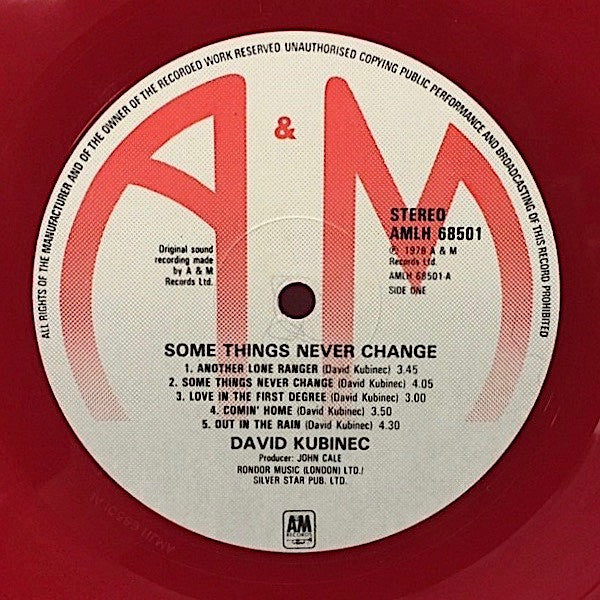 ALL RIGHTS OF THE MANUFACTURER AND OF THE OWNER OF THE RECORDED WORK RESERVED UNAUTHORISED COPYING PUBLIC PERFORMANCE AND BROADCASTING OF THIS RECORD PROHIBITED
A & M
Original sound
recording made
by A & M
Records Ltd.
STEREO
AMLH 68501
℗ 1978 A & M
Records Ltd.
AMLH 68501-A
SIDE ONE
SOME THINGS NEVER CHANGE
1. ANOTHER LONE RANGER (David Kubinec) 3.45
2. SOME THINGS NEVER CHANGE (David Kubinec) 4.05
3. LOVE IN THE FIRST DEGREE (David Kubinec) 3.00
4. COMIN' HOME (David Kubinec) 3.50
5. OUT IN THE RAIN (David Kubinec) 4.30
DAVID KUBINEC
Producer: JOHN CALE
RONDOR MUSIC (LONDON) LTD./
SILVER STAR PUB. LTD.
AM
RECORDS